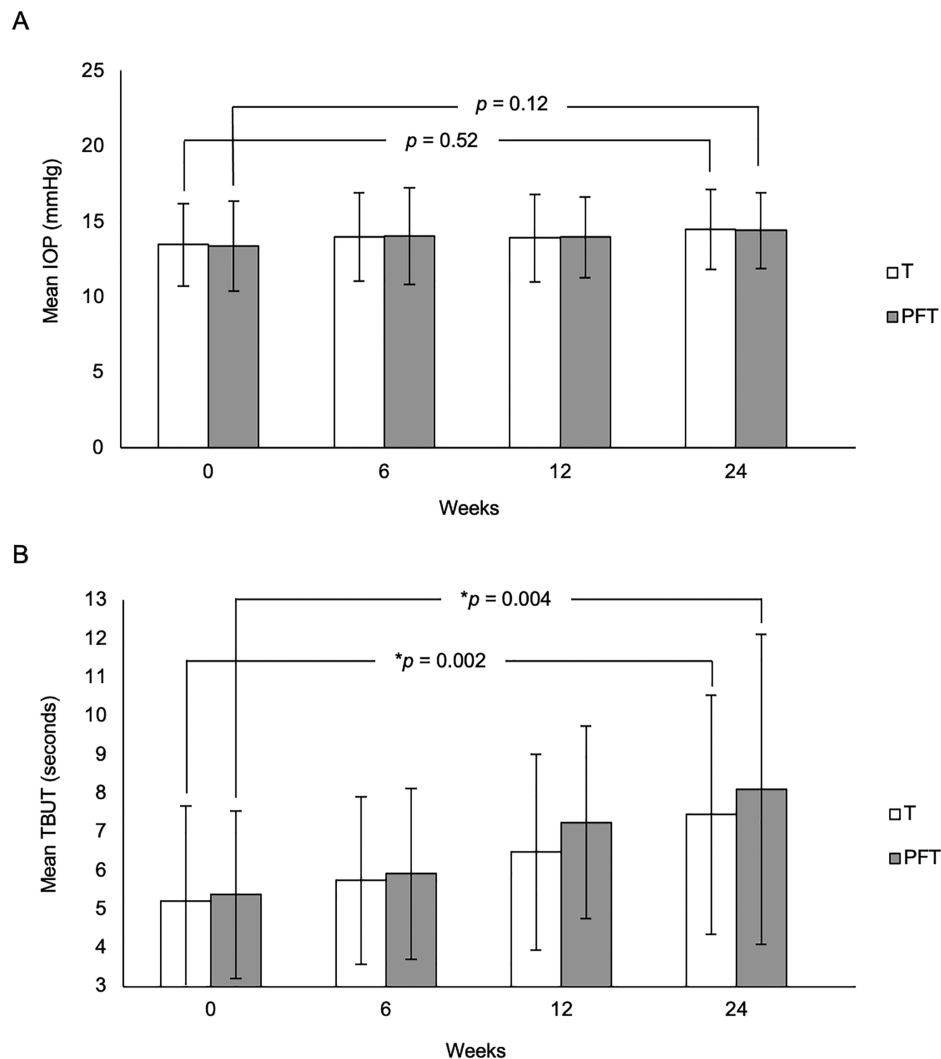 A
25
20
15
10
5
0
Mean IOP (mmHg)
p = 0.12
p = 0.52
T
PFT
0 6 12 24
Weeks
B
13
12
11
10
9
8
7
6
5
4
3
Mean TBUT (seconds)
*p = 0.004
*p = 0.002
T
PFT
0 6 12 24
Weeks